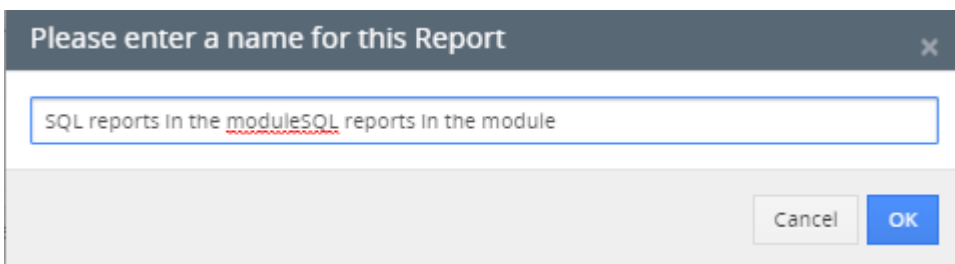 Please enter a name for this Report
SQL reports in the moduleSQL reports in the module
Cancel OK